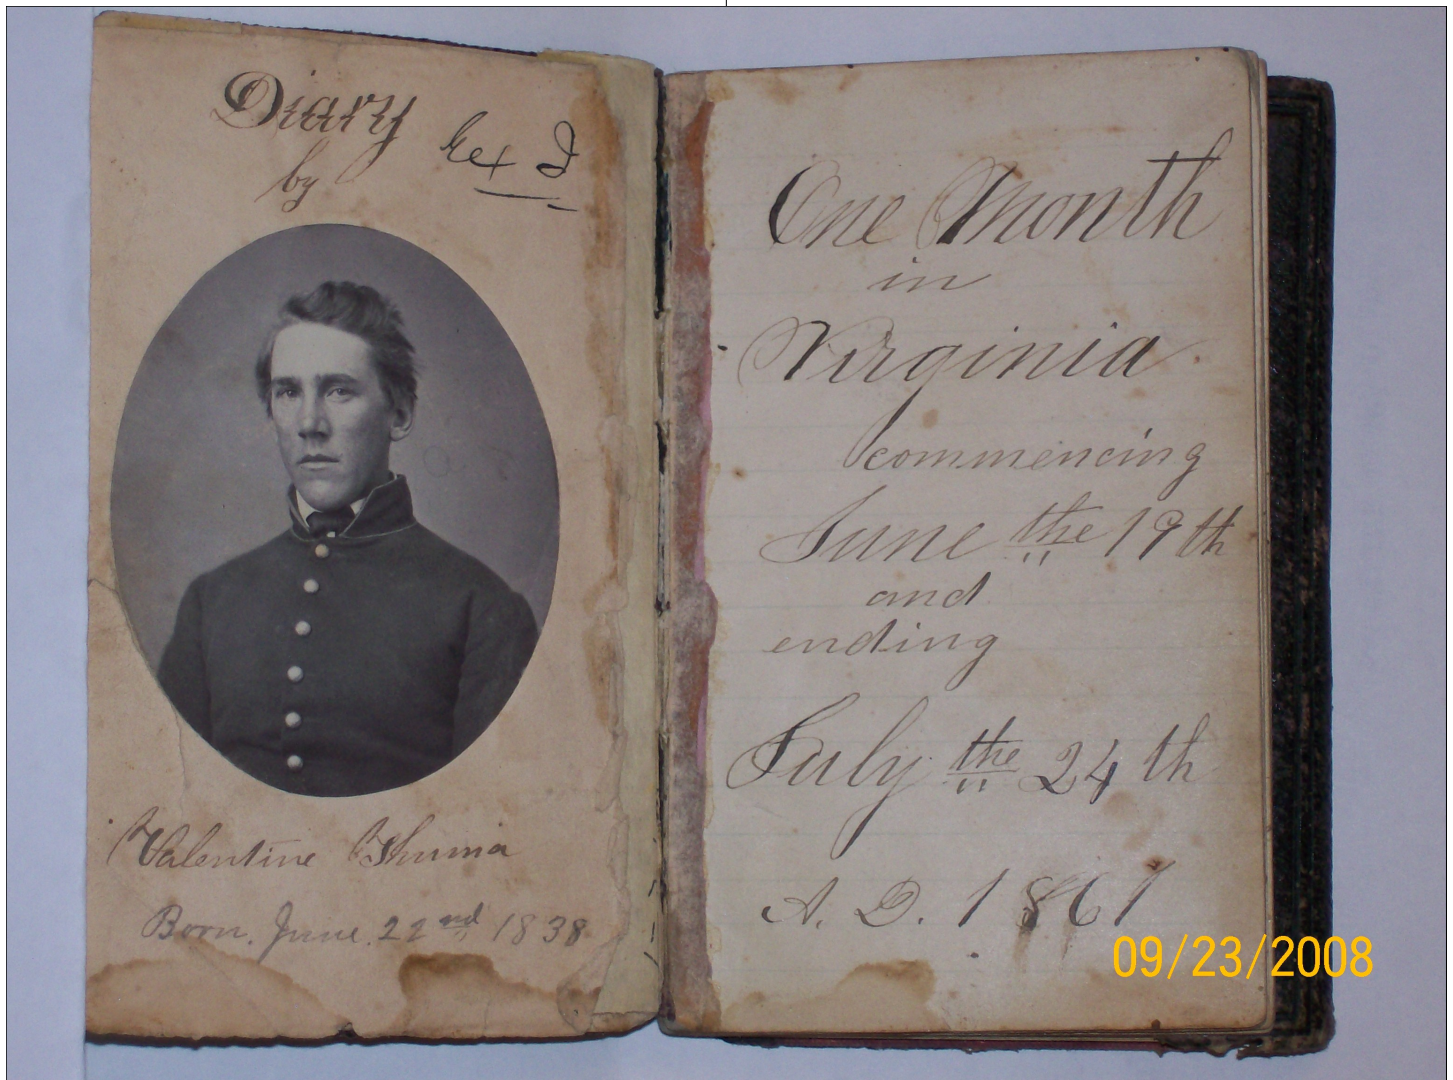 Diary
by
Valentine Thuma
Born. June. 22nd 1838
One Month
in
Virginia
commencing
June the 19th
and
ending
July the 24th
A. D. 1861
09/23/2008